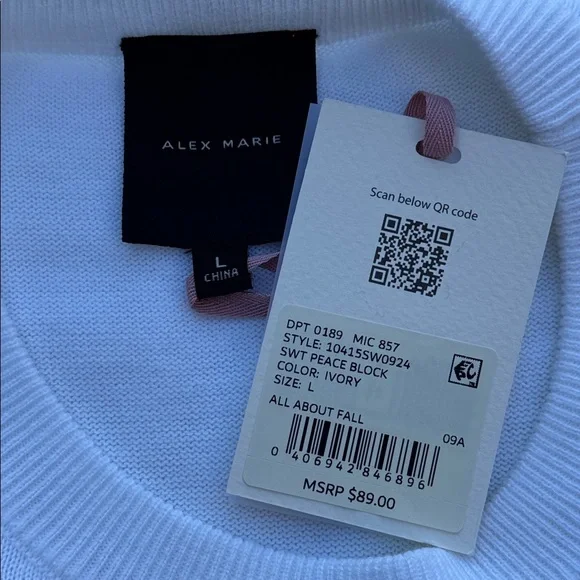 ALEX MARIE
L
CHINA
Scan below QR code
DPT 0189 MIC 857
STYLE: 10415SW0924
SWT PEACE BLOCK
COLOR: IVORY
SIZE: L
ALL ABOUT FALL
09A
0 406942 846896
MSRP $89.00